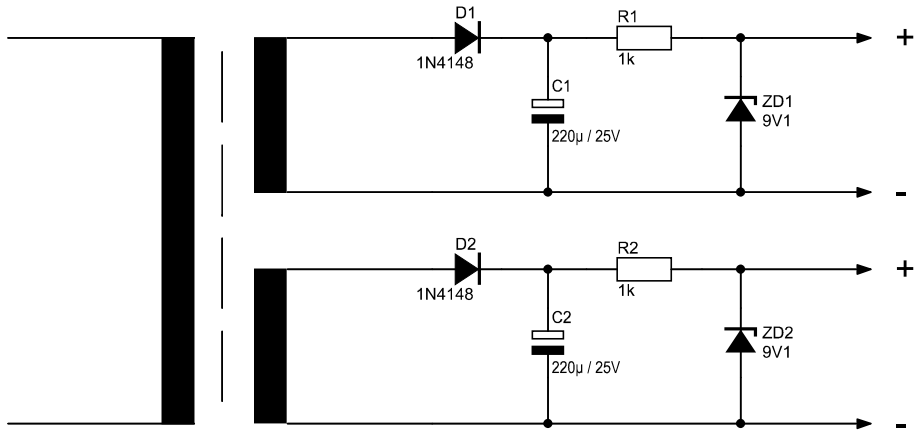 D1
1N4148
R1
1k
+
C1
220µ / 25V
ZD1
9V1
-
D2
1N4148
R2
1k
+
C2
220µ / 25V
ZD2
9V1
-